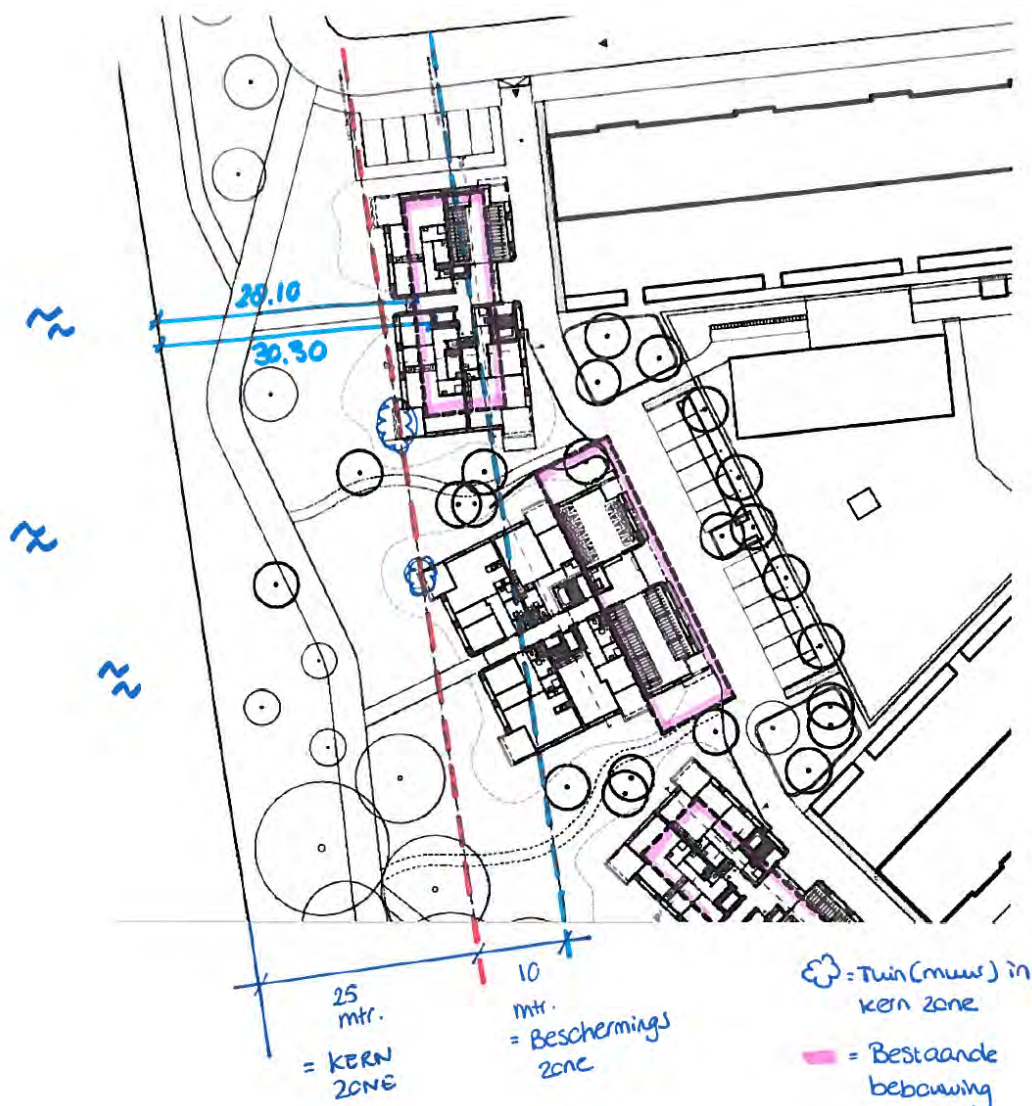 28.10
30.30
25
mtr.
= KERN
ZONE
10
mtr.
= Beschermings
zone
= Tuin (muur) in
kern zone
= Bestaande
bebouwing